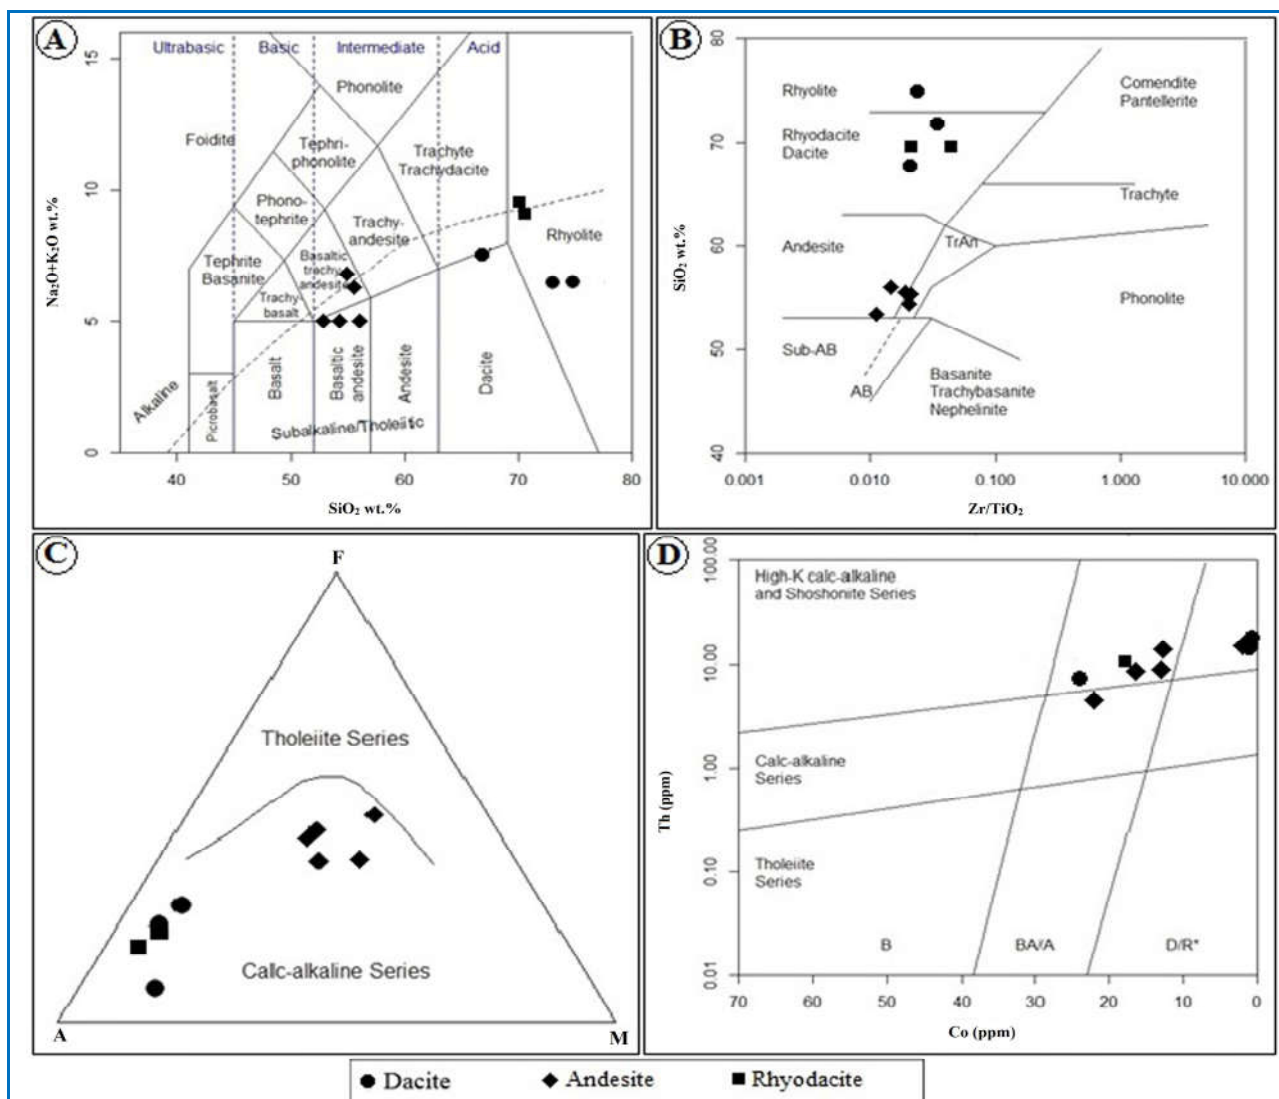 A
Ultrabasic
Basic
Intermediate
Acid
Phonolite
Foidite
Tephri-
phonolite
Trachyte
Trachydacite
Phono-
tephrite
Trachy-
andesite
Rhyolite
Tephrite
Basanite
Basaltic
trachy-
andesite
Trachy-
basalt
Alkaline
Picrobasalt
Basalt
Basaltic
andesite
Andesite
Dacite
Subalkaline/Tholeiitic
15
10
5
0
Na₂O+K₂O wt.%
40 50 60 70 80
SiO₂ wt.%
B
Rhyolite
Comendite
Pantellerite
Rhyodacite
Dacite
Trachyte
Andesite
TrAn
Phonolite
Sub-AB
AB
Basanite
Trachybasanite
Nephelinite
80
70
60
50
40
SiO₂ wt.%
0.001 0.010 0.100 1.000 10.000
Zr/TiO₂
C
F
Tholeiite Series
Calc-alkaline Series
A
M
D
High-K calc-alkaline
and Shoshonite Series
Calc-alkaline
Series
Tholeiite
Series
B
BA/A
D/R*
100.00
10.00
1.00
0.10
0.01
Th (ppm)
70 60 50 40 30 20 10 0
Co (ppm)
Dacite
Andesite
Rhyodacite